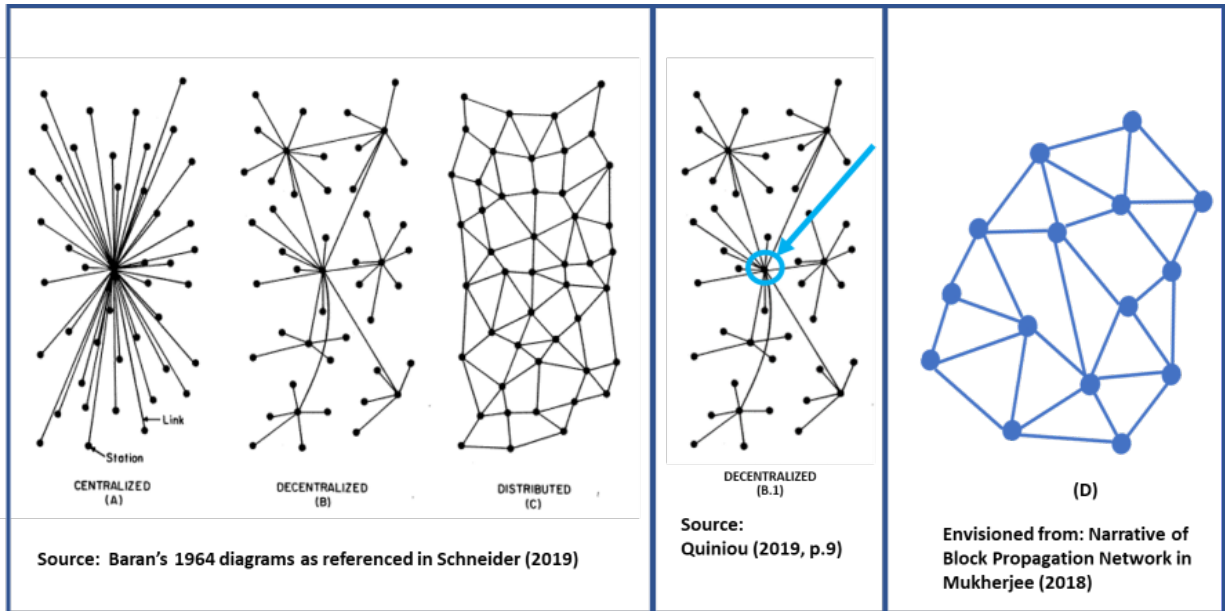 Link
Station
CENTRALIZED
(A)
DECENTRALIZED
(B)
DISTRIBUTED
(C)
Source:  Baran's 1964 diagrams as referenced in Schneider (2019)
DECENTRALIZED
(B.1)
Source:
Quiniou (2019, p.9)
(D)
Envisioned from: Narrative of
Block Propagation Network in
Mukherjee (2018)